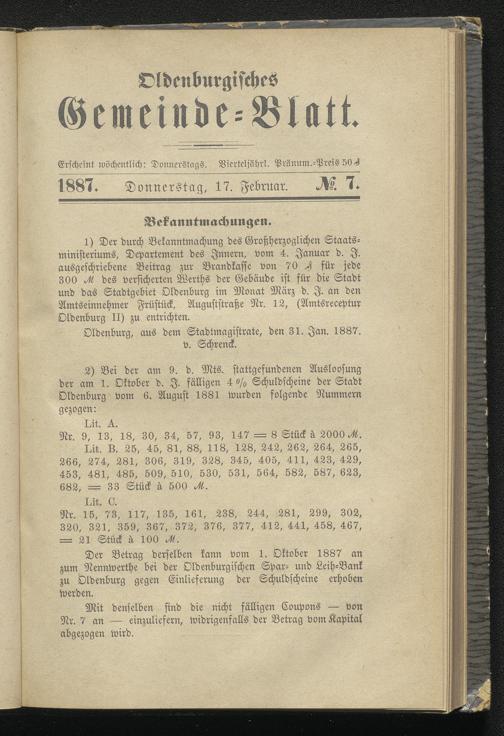 Oldenburgisches
Gemeinde=Blatt.
Erscheint wöchentlich: Donnerstags. Vierteljährl. Pränum.=Preis 50 ₰
1887. Donnerstag, 17. Februar. № 7.
Bekanntmachungen.
1) Der durch Bekanntmachung des Großherzoglichen Staats=
ministeriums, Departement des Innern, vom 4. Januar d. J.
ausgeschriebene Beitrag zur Brandkasse von 70 ₰ für jede
300 ℳ des versicherten Werths der Gebäude ist für die Stadt
und das Stadtgebiet Oldenburg im Monat März d. J. an den
Amtseinnehmer Früstück, Auguststraße Nr. 12, (Amtsreceptur
Oldenburg II) zu entrichten.
Oldenburg, aus dem Stadtmagistrate, den 31. Jan. 1887.
v. Schrenck.
2) Bei der am 9. d. Mts. stattgefundenen Ausloosung
der am 1. Oktober d. J. fälligen 4 % Schuldscheine der Stadt
Oldenburg vom 6. August 1881 wurden folgende Nummern
gezogen:
Lit. A.
Nr. 9, 13, 18, 30, 34, 57, 93, 147 = 8 Stück à 2000 ℳ.
Lit. B. 25, 45, 81, 88, 118, 128, 242, 262, 264, 265,
266, 274, 281, 306, 319, 328, 345, 405, 411, 423, 429,
453, 481, 485, 509, 510, 530, 531, 564, 582, 587, 623,
682, = 33 Stück à 500 ℳ.
Lit. C.
Nr. 15, 73, 117, 135, 161, 238, 244, 281, 299, 302,
320, 321, 359, 367, 372, 376, 377, 412, 441, 458, 467,
= 21 Stück à 100 ℳ.
Der Betrag derselben kann vom 1. Oktober 1887 an
zum Nennwerthe bei der Oldenburgischen Spar= und Leih=Bank
zu Oldenburg gegen Einlieferung der Schuldscheine erhoben
werden.
Mit denselben sind die nicht fälligen Coupons — von
Nr. 7 an — einzuliefern, widrigenfalls der Betrag vom Kapital
abgezogen wird.